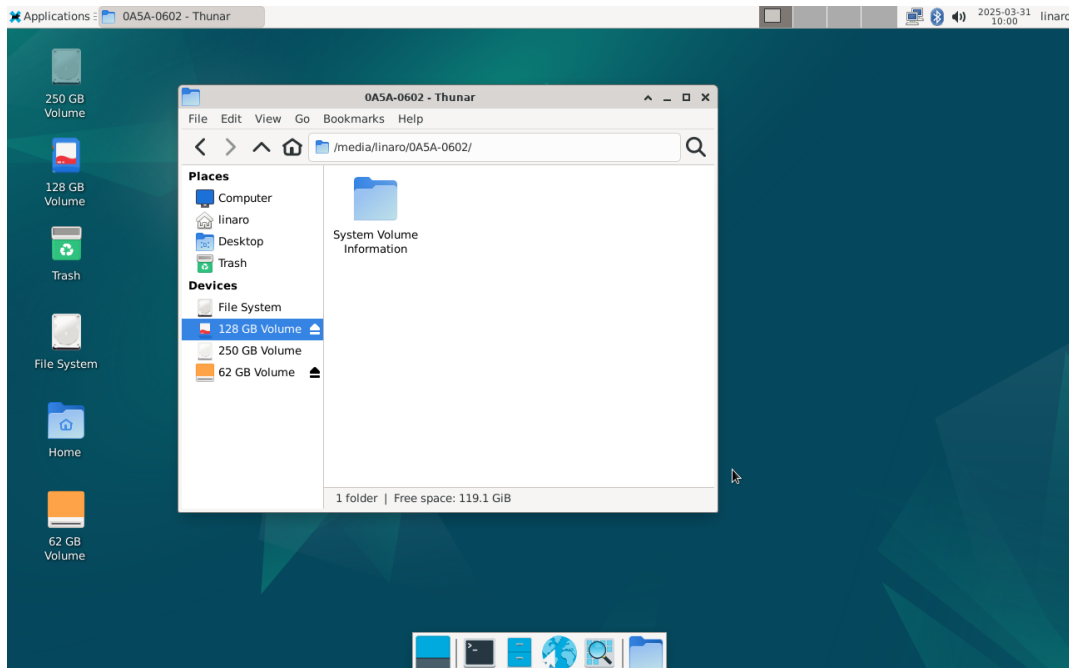 Applications
0A5A-0602 - Thunar
2025-03-31
10:00
linaro
250 GB
Volume
128 GB
Volume
Trash
File System
Home
62 GB
Volume
0A5A-0602 - Thunar
File Edit View Go Bookmarks Help
/media/linaro/0A5A-0602/
Places
Computer
linaro
Desktop
Trash
Devices
File System
128 GB Volume
250 GB Volume
62 GB Volume
System Volume
Information
1 folder | Free space: 119.1 GiB